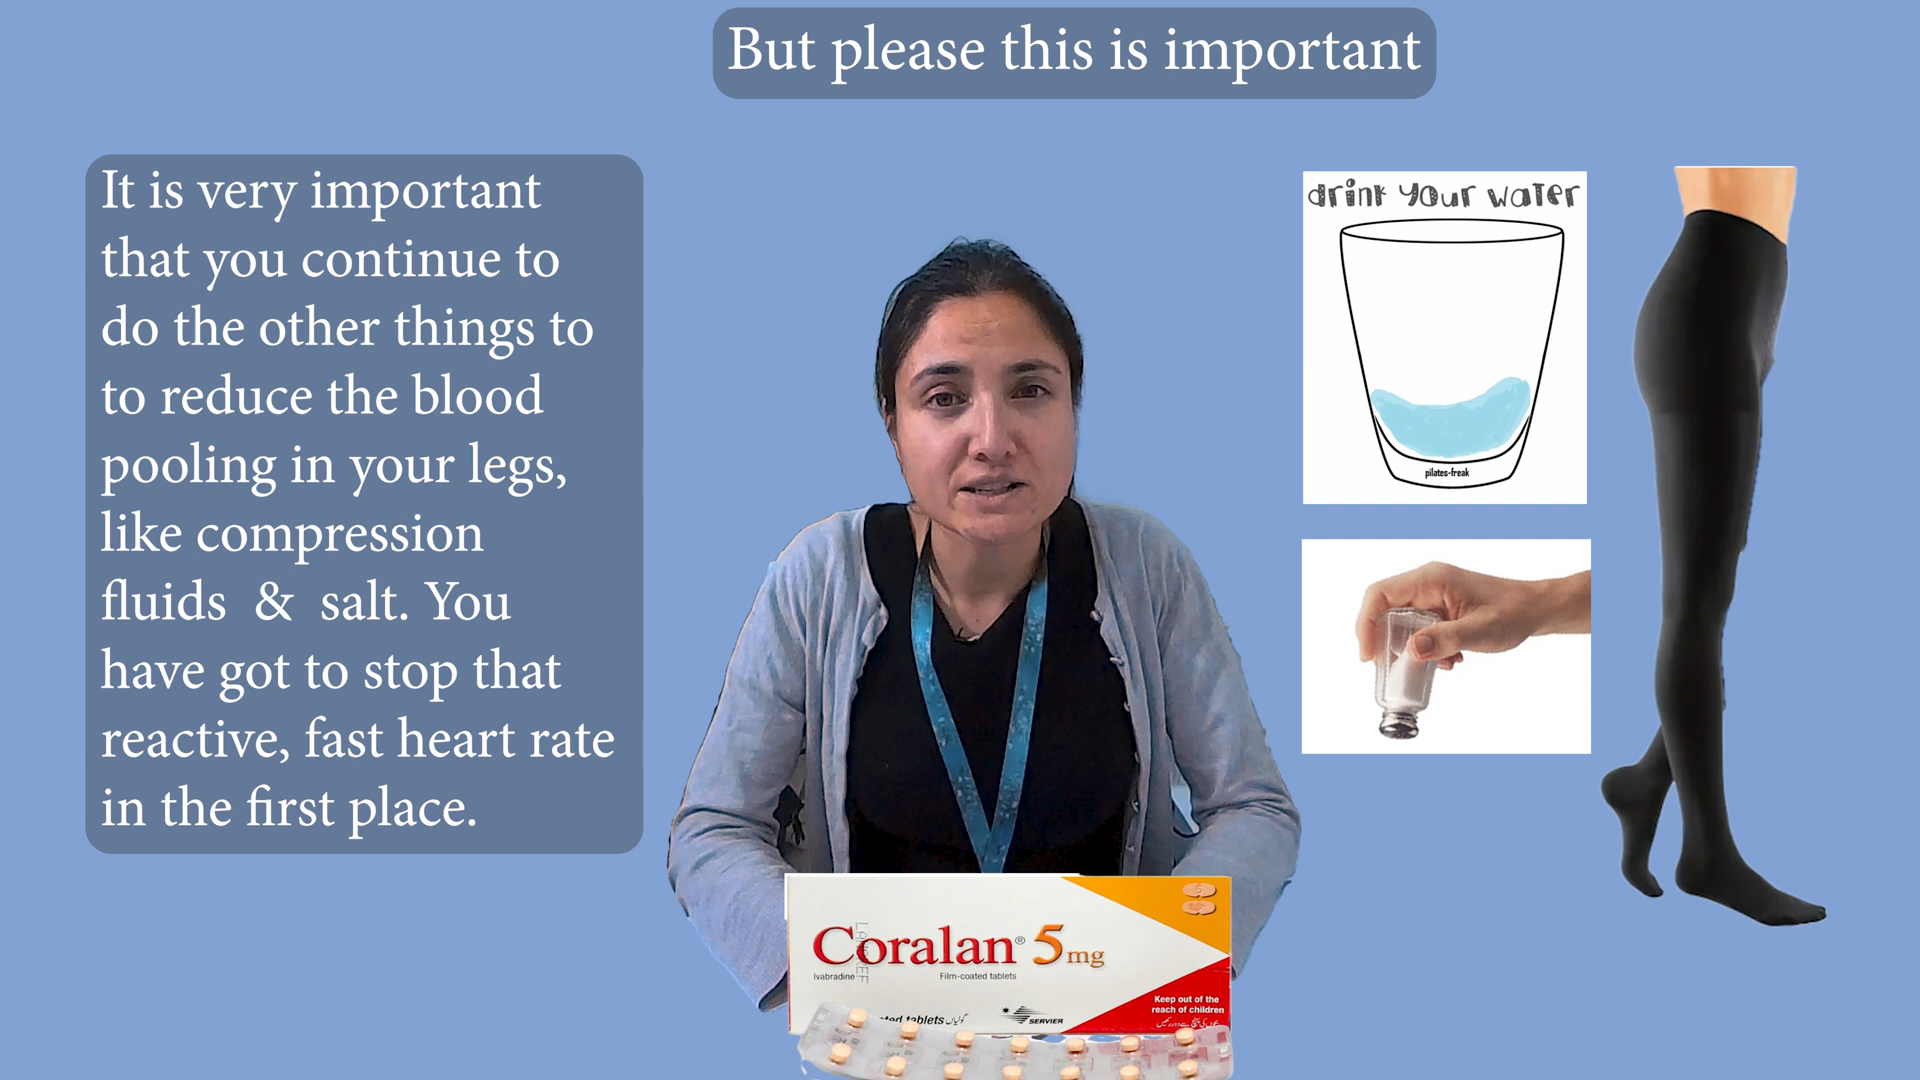 But please this is important
It is very important
that you continue to
do the other things to
to reduce the blood
pooling in your legs,
like compression
fluids & salt. You
have got to stop that
reactive, fast heart rate
in the first place.
drink your water
pilates-freak
Coralan® 5mg
Ivabradine
Film-coated tablets
Keep out of the
reach of children
ated tablets گولیاں
SERVIER